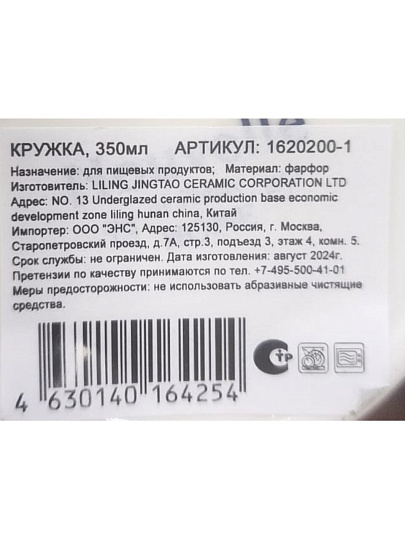 КРУЖКА, 350мл АРТИКУЛ: 1620200-1
Назначение: для пищевых продуктов; Материал: фарфор
Изготовитель: LILING JINGTAO CERAMIC CORPORATION LTD
Адрес: NO. 13 Underglazed ceramic production base economic
development zone liling hunan china, Китай
Импортер: ООО "ЭНС", Адрес: 125130, Россия, г. Москва,
Старопетровский проезд, д.7А, стр.3, подъезд 3, этаж 4, комн. 5.
Срок службы: не ограничен. Дата изготовления: август 2024г.
Претензии по качеству принимаются по тел. +7-495-500-41-01
Меры предосторожности: не использовать абразивные чистящие
средства.
СТР
4 630140 164254